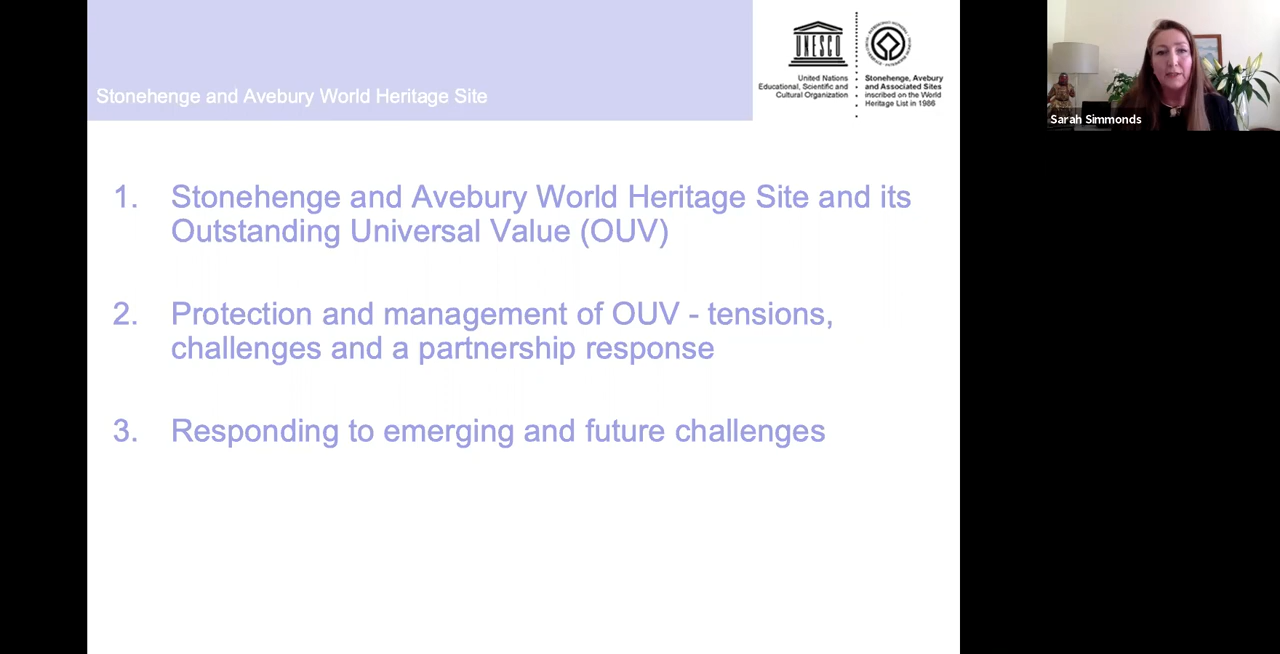 Stonehenge and Avebury World Heritage Site
UNESCO
United Nations
Educational, Scientific and
Cultural Organization
Stonehenge, Avebury
and Associated Sites
inscribed on the World
Heritage List in 1986
Sarah Simmonds
1. Stonehenge and Avebury World Heritage Site and its
Outstanding Universal Value (OUV)
2. Protection and management of OUV - tensions,
challenges and a partnership response
3. Responding to emerging and future challenges